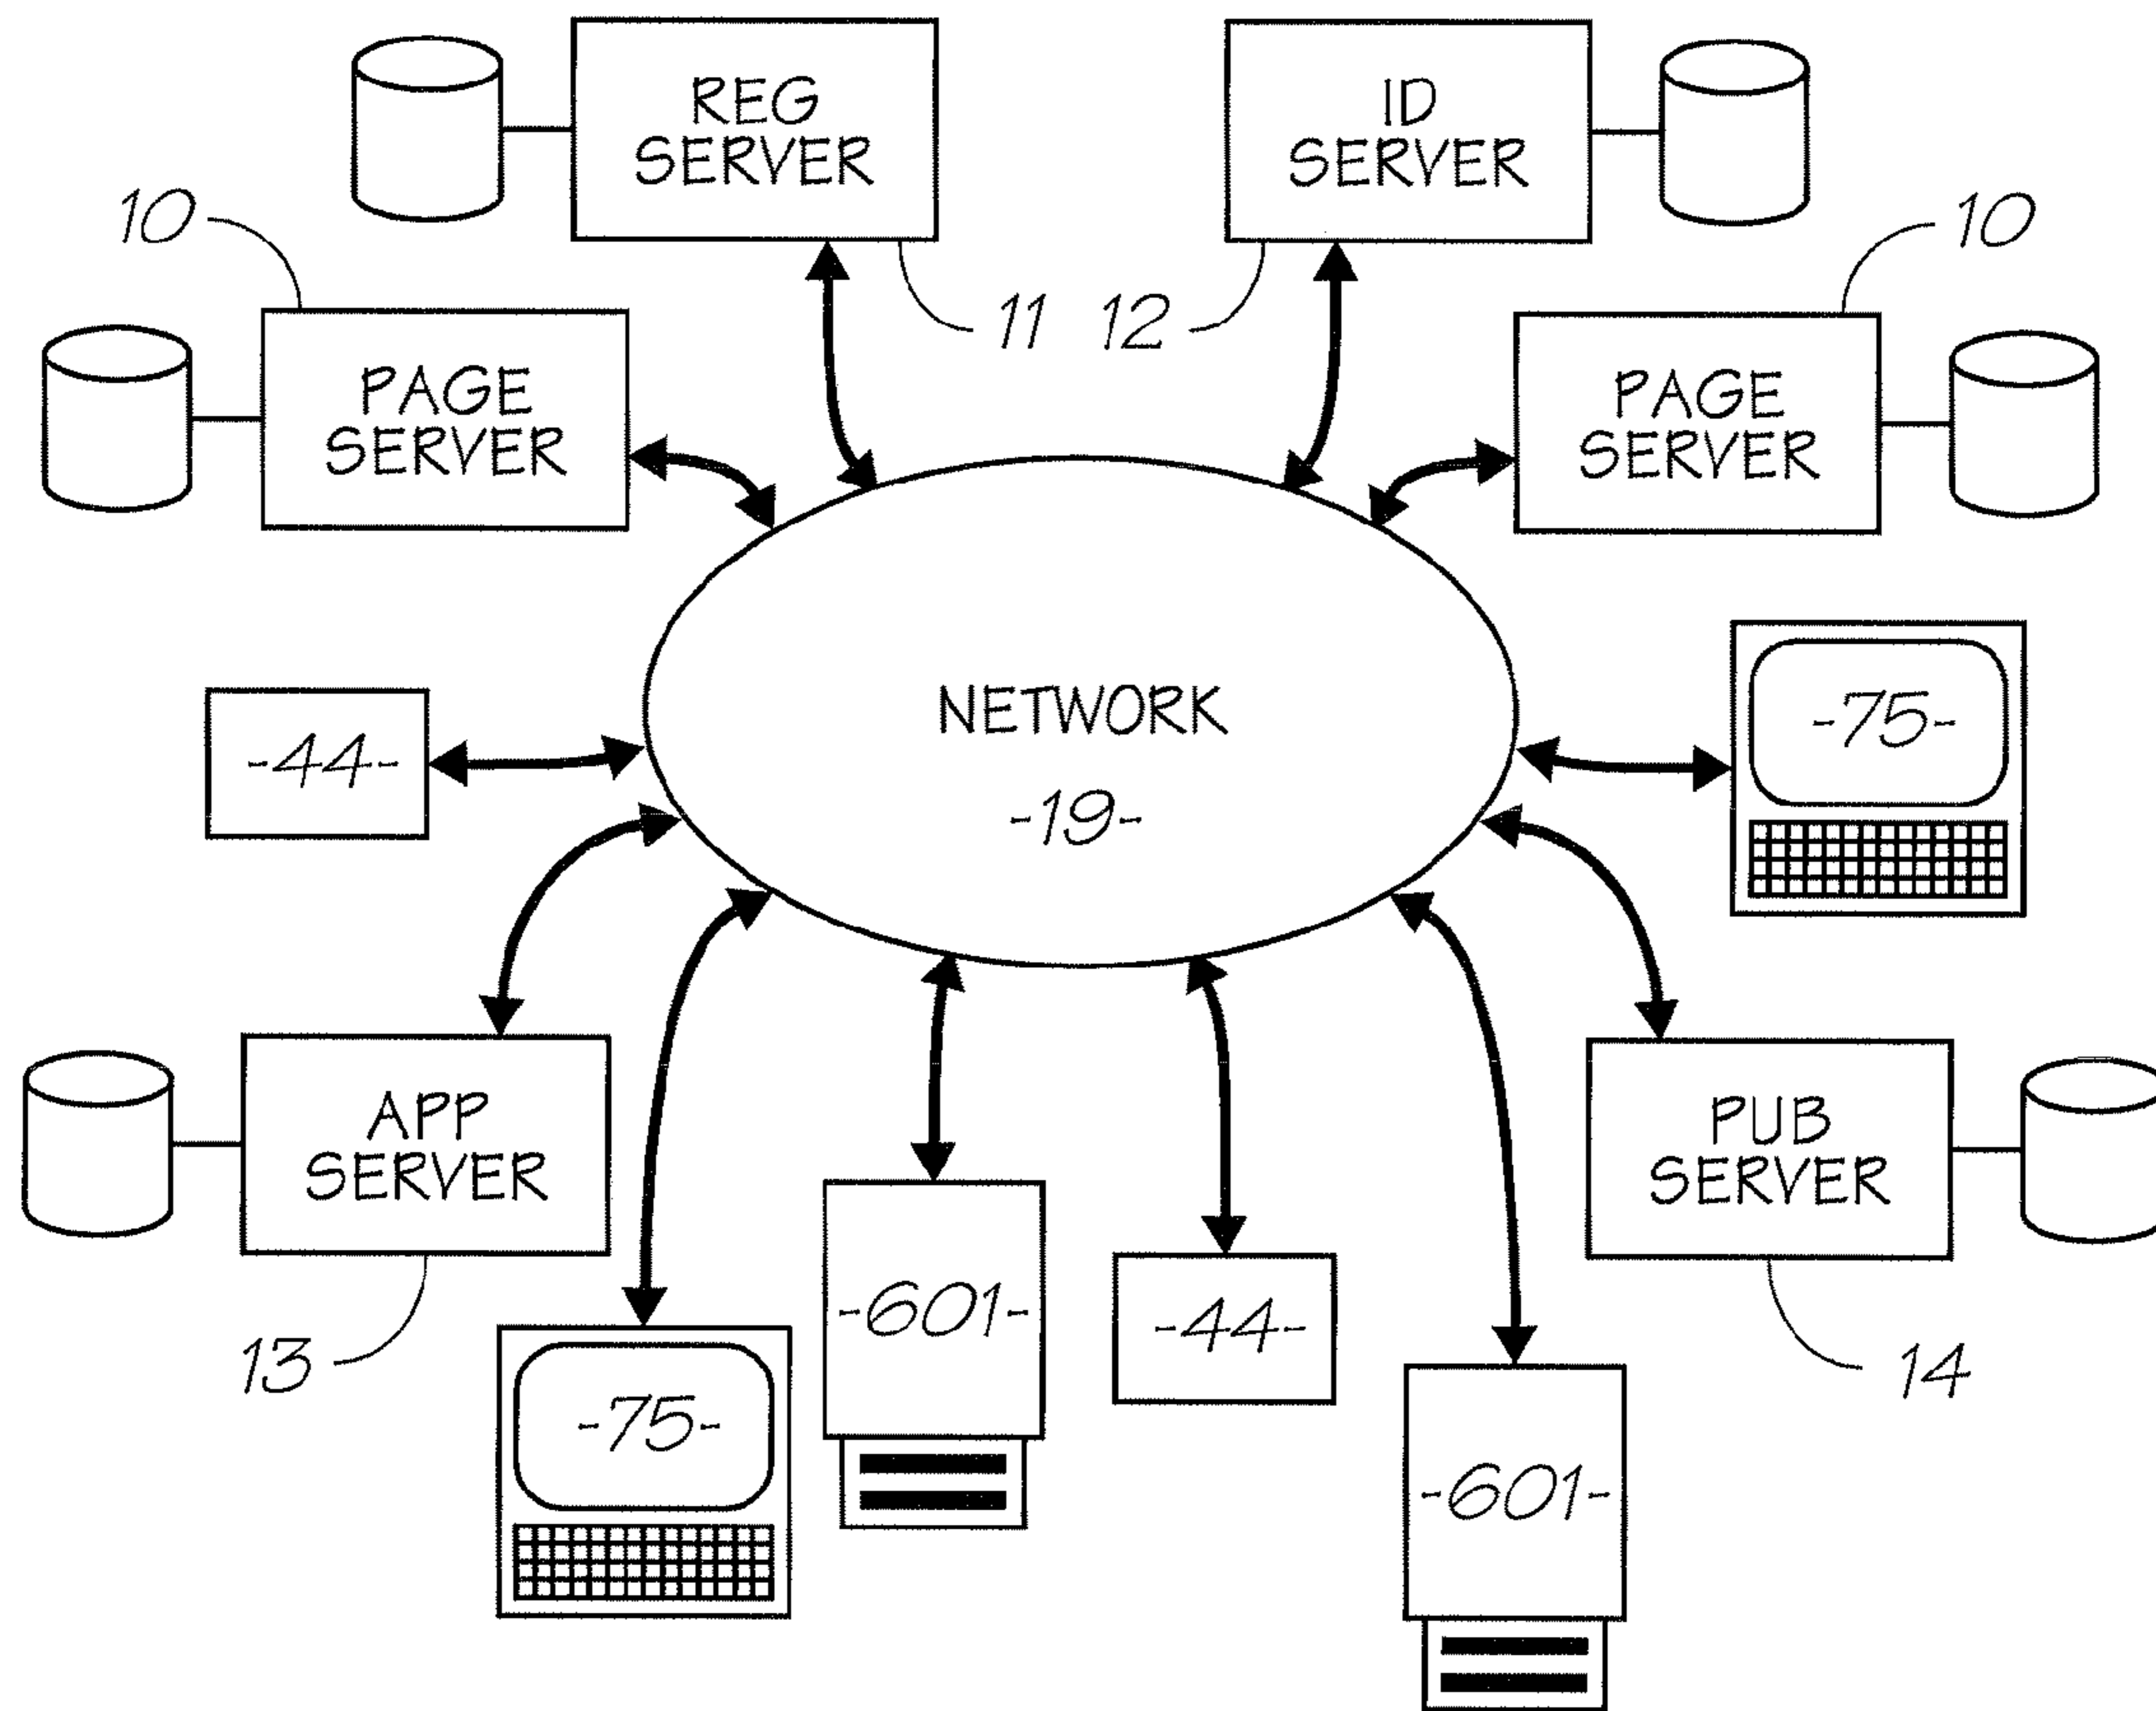 REG
SERVER
ID
SERVER
10
10
11
12
PAGE
SERVER
PAGE
SERVER
NETWORK
-19-
-75-
-44-
APP
SERVER
PUB
SERVER
-601-
-44-
13
14
-75-
-601-